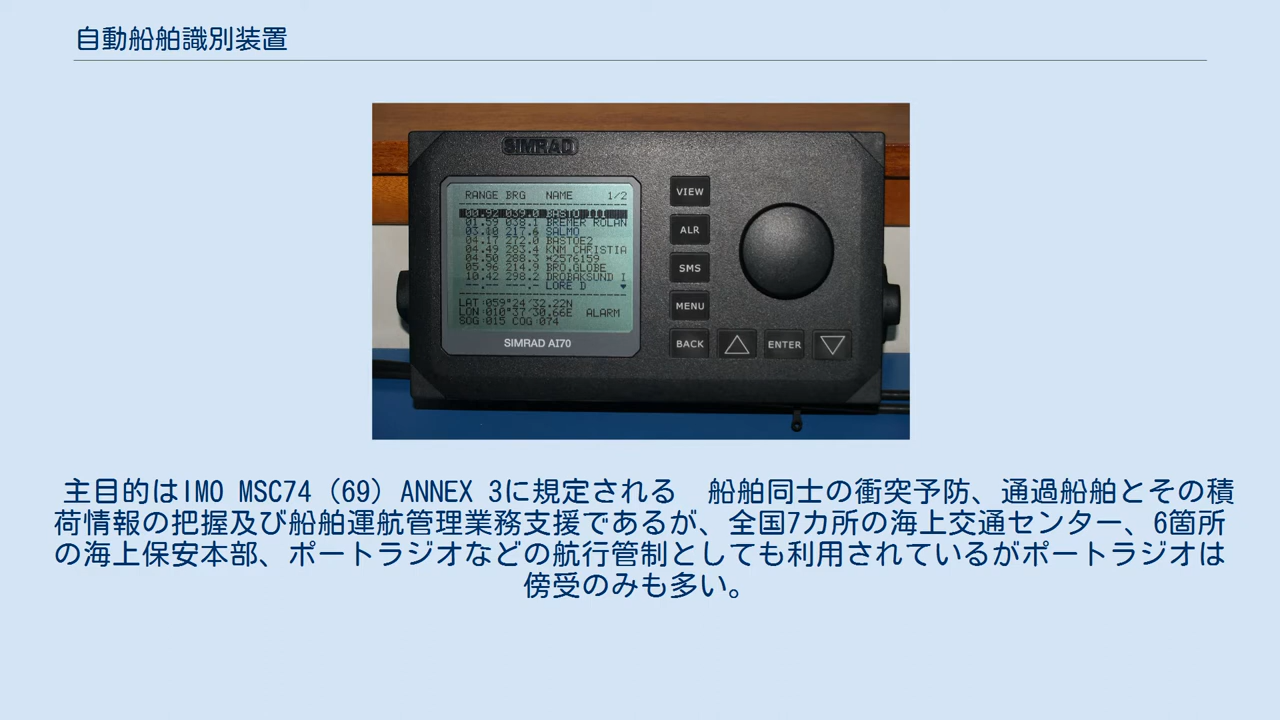 自動船舶識別装置
SIMRAD
RANGE BRG NAME 1/2
00.92 039.0 BASTO III
01.59 038.1 BREMER ROLAN
03.10 217.6 SALMO
04.17 272.0 BASTOE2
04.49 283.4 KNM CHRISTIA
04.50 288.3 *2576159
05.96 214.9 BRO.GLOBE
10.42 298.2 DROBAKSUND I
--.-- ---.- LORE D
LAT:059°24'32.22N
LON:010°37'30.66E ALARM
SOG:015 COG:074
SIMRAD AI70
VIEW
ALR
SMS
MENU
BACK
ENTER
主目的はIMO MSC74（69）ANNEX 3に規定される　船舶同士の衝突予防、通過船舶とその積
荷情報の把握及び船舶運航管理業務支援であるが、全国7カ所の海上交通センター、6箇所
の海上保安本部、ポートラジオなどの航行管制としても利用されているがポートラジオは
傍受のみも多い。